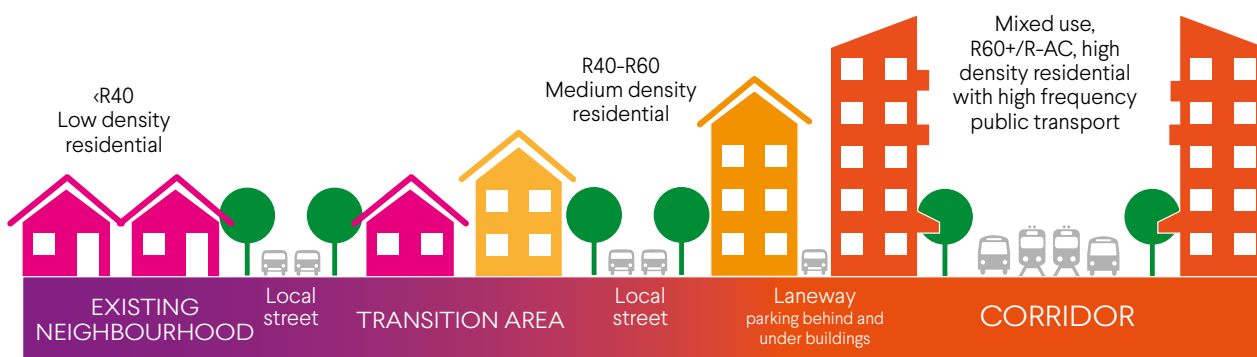 <R40
Low density
residential
R40-R60
Medium density
residential
Mixed use,
R60+/R-AC, high
density residential
with high frequency
public transport
EXISTING
NEIGHBOURHOOD
Local
street
TRANSITION AREA
Local
street
Laneway
parking behind and
under buildings
CORRIDOR